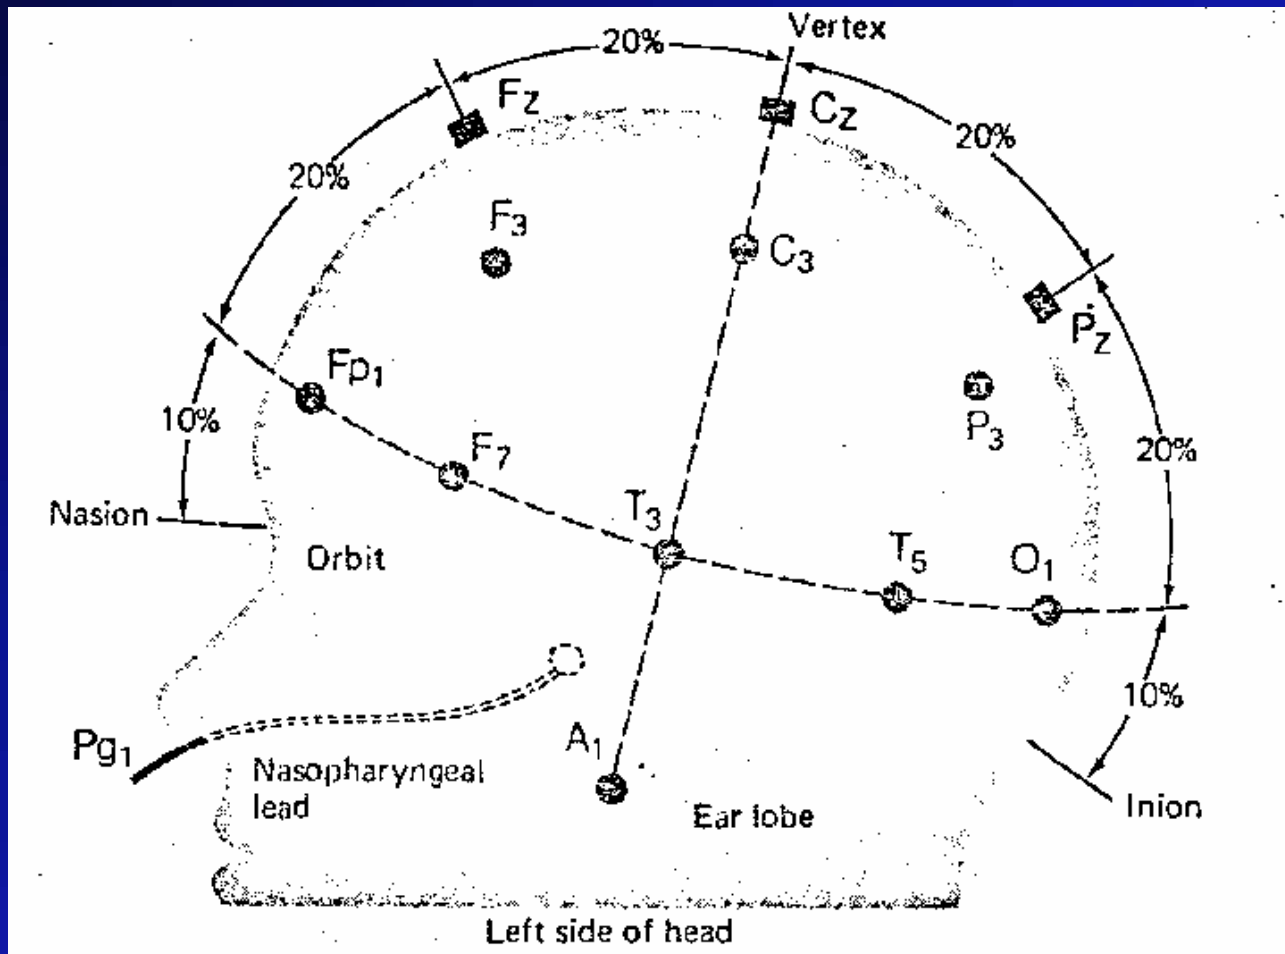 Vertex
20%
Fz
Cz
20%
20%
F3
C3
Pz
Fp1
10%
P3
F7
20%
Nasion
T3
Orbit
T5
O1
10%
Pg1
A1
Nasopharyngeal
lead
Ear lobe
Inion
Left side of head